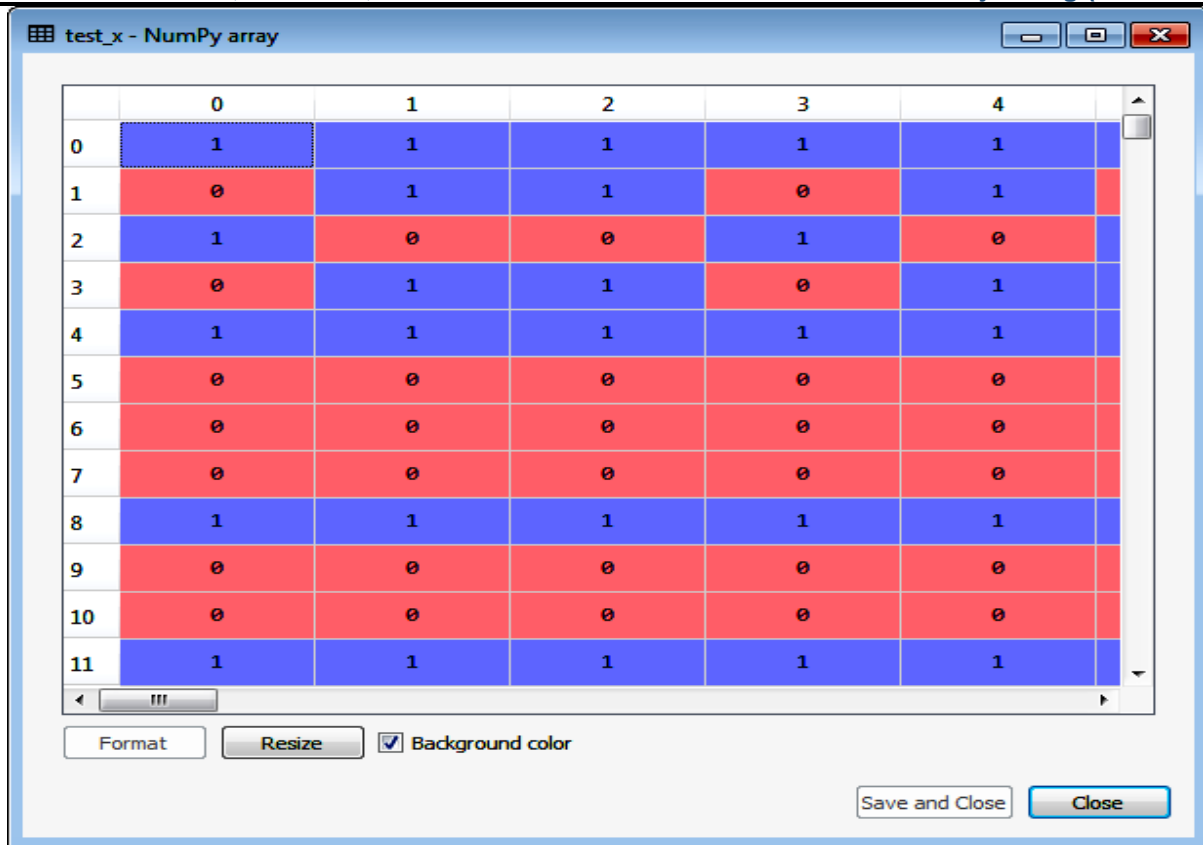 test_x - NumPy array
0 1 2 3 4
0 1 1 1 1 1
1 0 1 1 0 1
2 1 0 0 1 0
3 0 1 1 0 1
4 1 1 1 1 1
5 0 0 0 0 0
6 0 0 0 0 0
7 0 0 0 0 0
8 1 1 1 1 1
9 0 0 0 0 0
10 0 0 0 0 0
11 1 1 1 1 1
Format Resize Background color
Save and Close Close